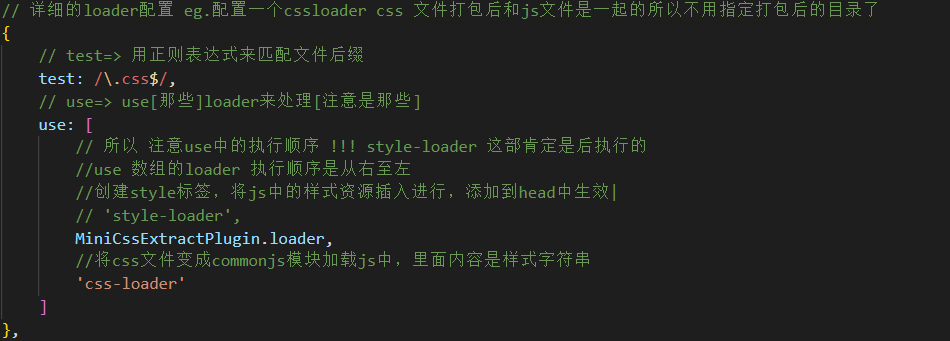 // 详细的loader配置 eg.配置一个cssloader css 文件打包后和js文件是一起的所以不用指定打包后的目录了
{
    // test=> 用正则表达式来匹配文件后缀
    test: /\.css$/,
    // use=> use[那些]loader来处理[注意是那些]
    use: [
        // 所以 注意use中的执行顺序 !!! style-loader 这部肯定是后执行的
        //use 数组的loader 执行顺序是从右至左
        //创建style标签，将js中的样式资源插入进行，添加到head中生效|
        // 'style-loader',
        MiniCssExtractPlugin.loader,
        //将css文件变成commonjs模块加载js中，里面内容是样式字符串
        'css-loader'
    ]
},